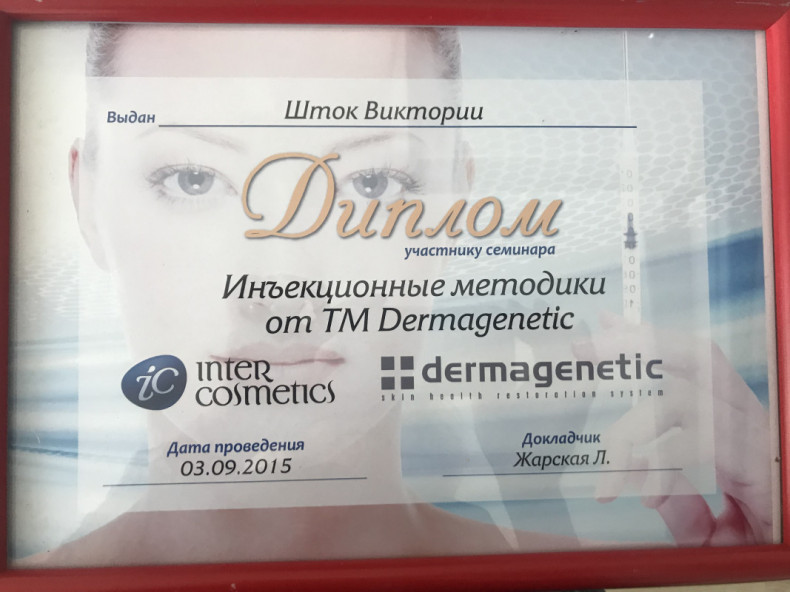 Выдан Шток Виктории
Диплом
участнику семинара
Инъекционные методики
от ТМ Dermagenetic
iC INTER COSMETICS
dermagenetic
skin health restoration system
Дата проведения
03.09.2015
Докладчик
Жарская Л.